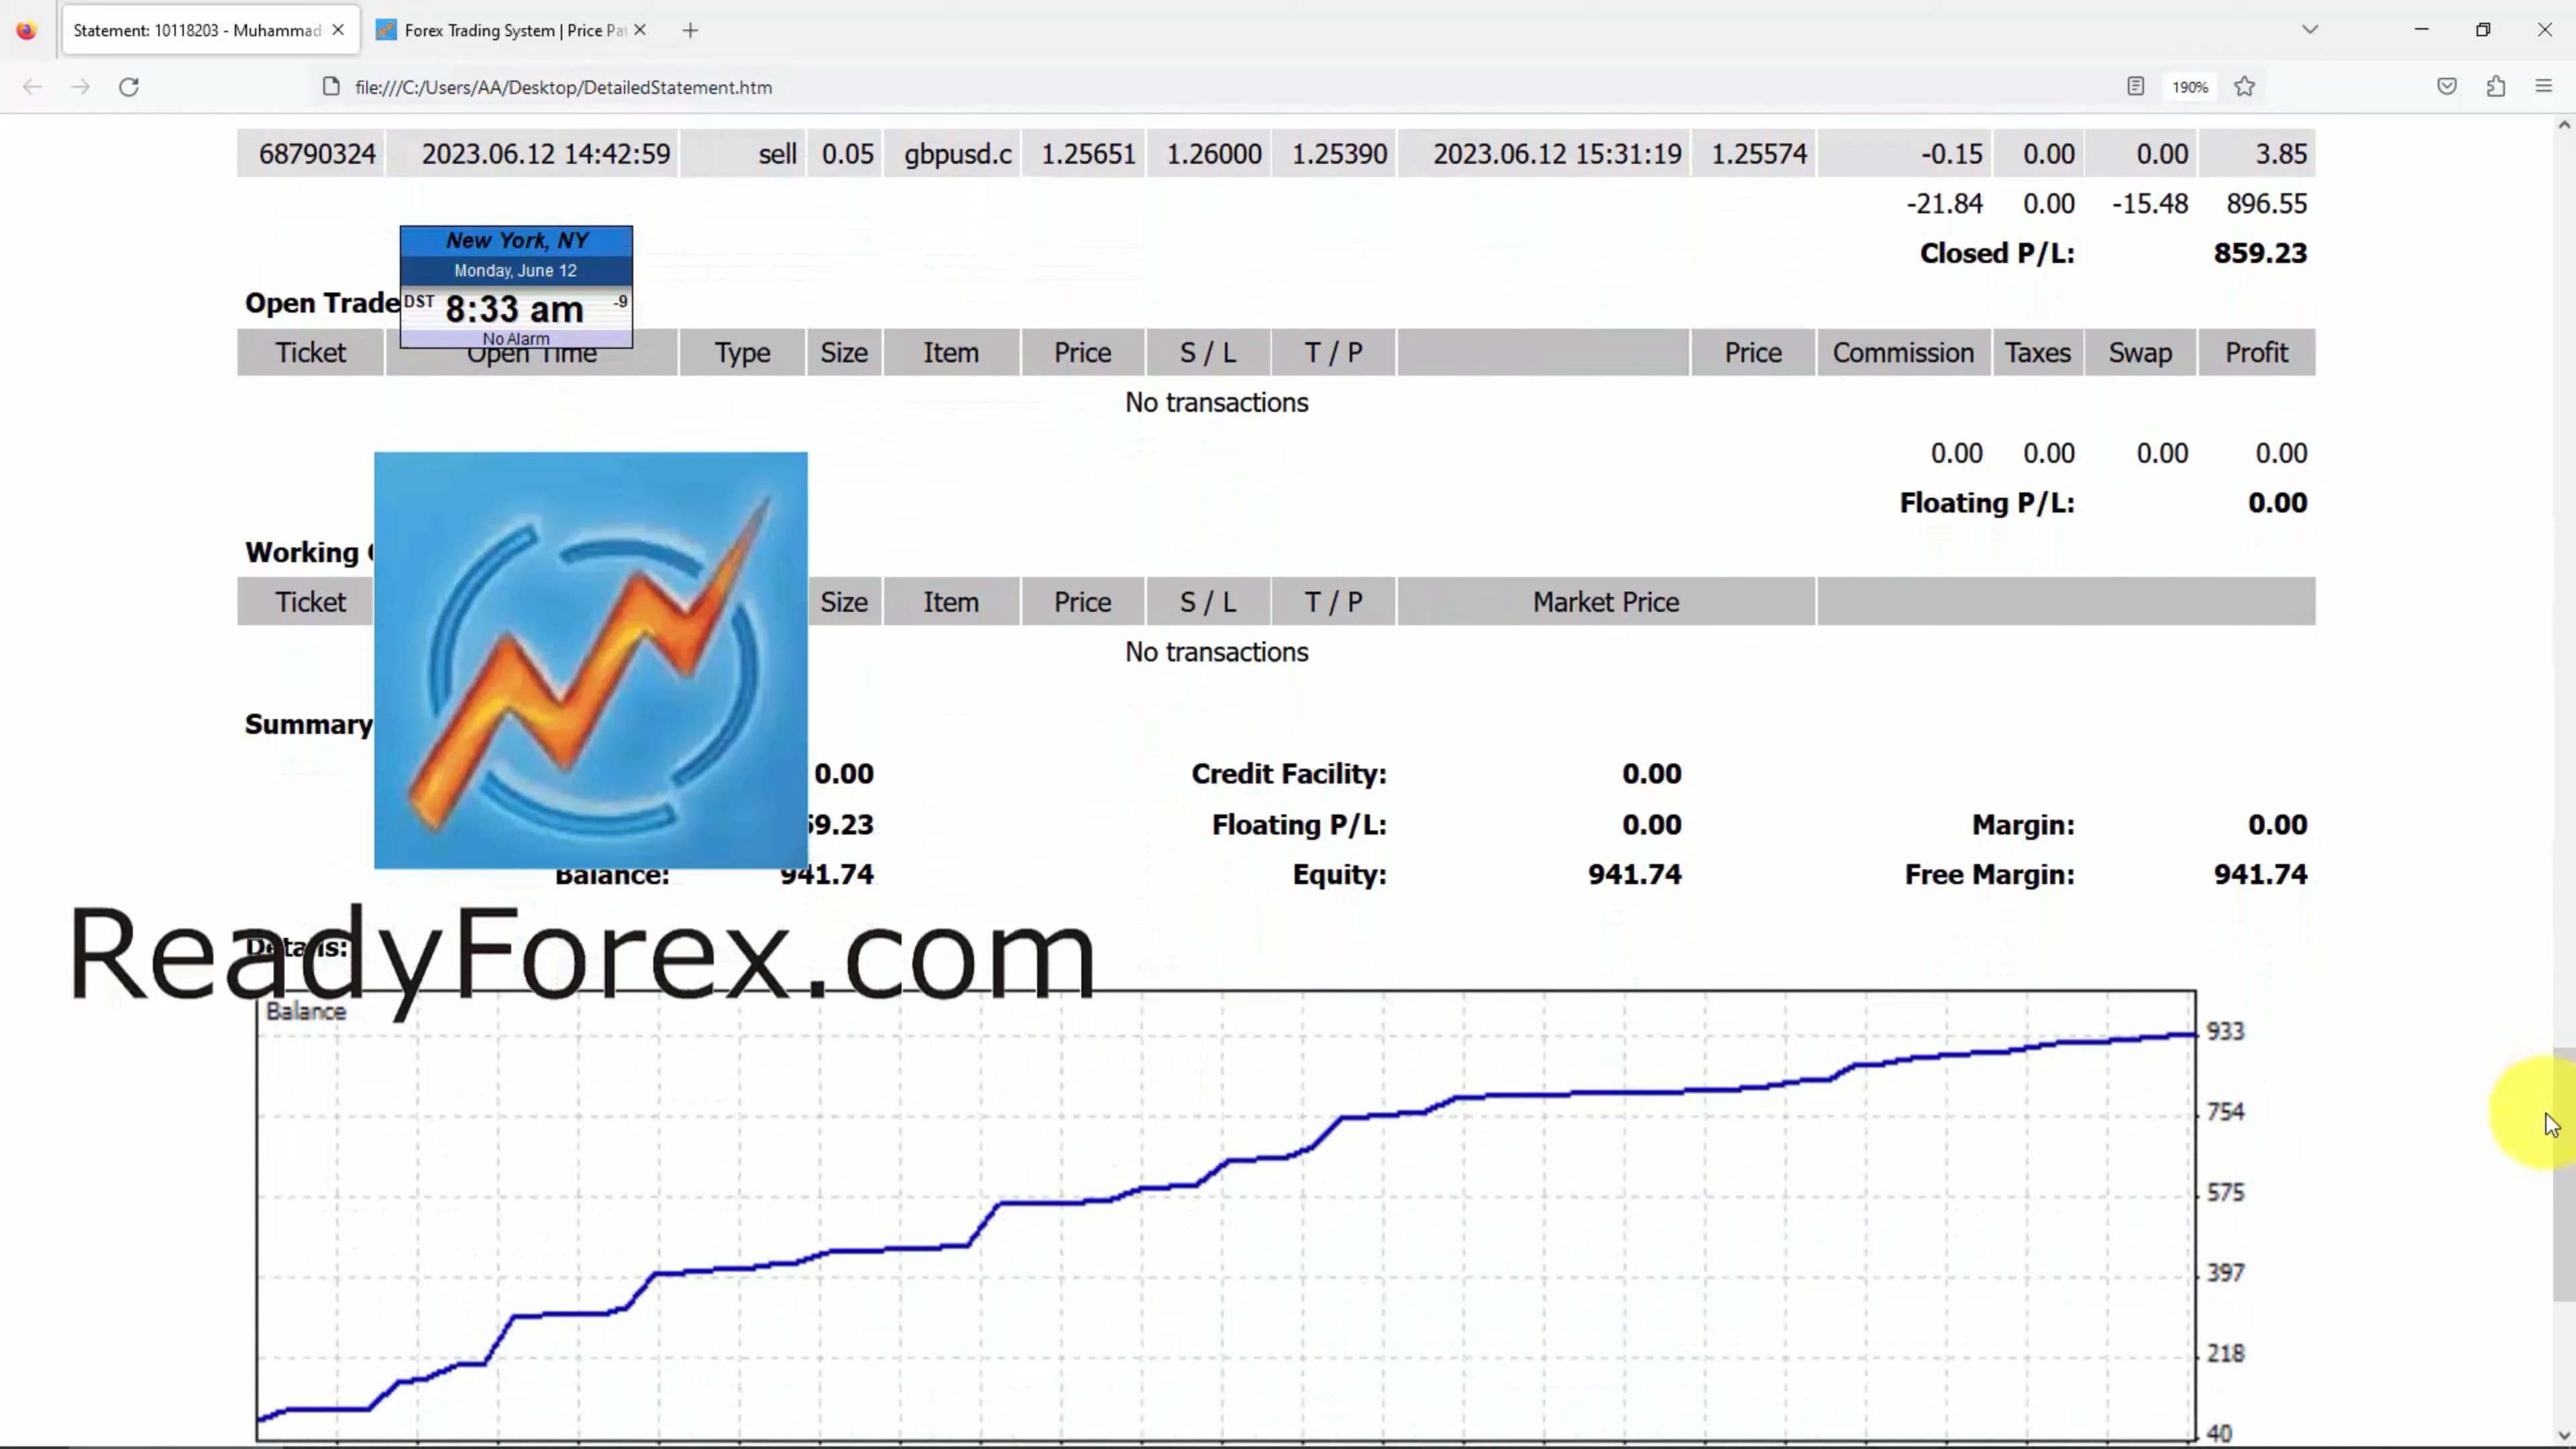 Statement: 10118203 - Muhammad
Forex Trading System | Price Pat
file:///C:/Users/AA/Desktop/DetailedStatement.htm
190%
68790324 2023.06.12 14:42:59 sell 0.05 gbpusd.c 1.25651 1.26000 1.25390 2023.06.12 15:31:19 1.25574 -0.15 0.00 0.00 3.85
-21.84 0.00 -15.48 896.55
Closed P/L: 859.23
New York, NY
Monday, June 12
DST 8:33 am -9
No Alarm
Open Trade
Ticket Open Time Type Size Item Price S / L T / P Price Commission Taxes Swap Profit
No transactions
0.00 0.00 0.00 0.00
Floating P/L: 0.00
Working
Ticket Size Item Price S / L T / P Market Price
No transactions
Summary
0.00 Credit Facility: 0.00
59.23 Floating P/L: 0.00 Margin: 0.00
Balance: 941.74 Equity: 941.74 Free Margin: 941.74
ReadyForex.com
Details:
Balance
933
754
575
397
218
40